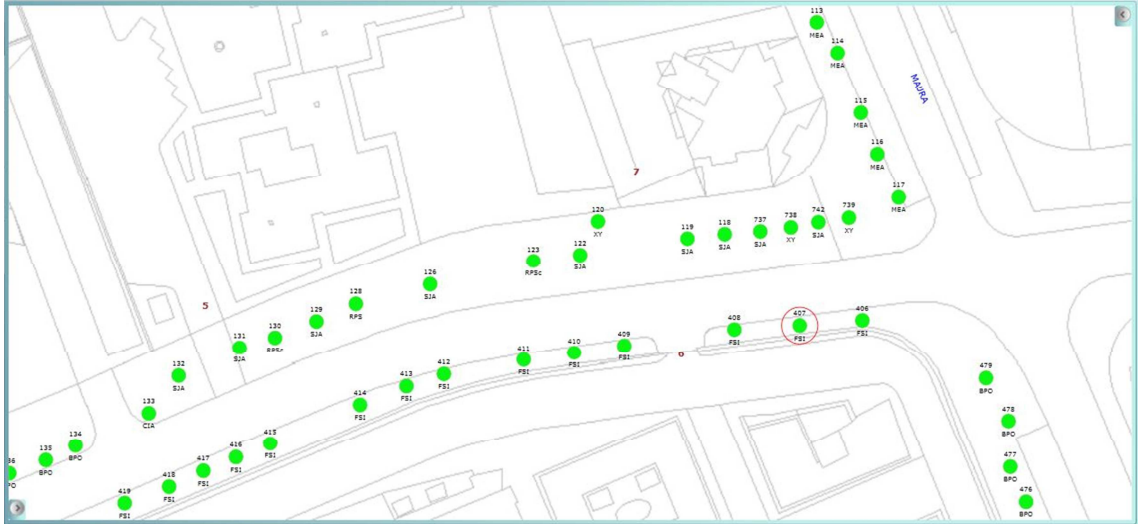 113
MEA
114
MEA
MAURA
115
MEA
116
MEA
7
117
MEA
120
XY
119
SJA
118
SJA
737
SJA
738
XY
742
SJA
739
XY
123
RPSc
122
SJA
126
SJA
5
128
RPS
129
SJA
130
RPSc
131
SJA
132
SJA
133
CIA
134
BPO
135
BPO
408
FSI
407
FSI
406
FSI
6
409
FSI
410
FSI
411
FSI
412
FSI
413
FSI
414
FSI
415
FSI
416
FSI
417
FSI
418
FSI
419
FSI
479
BPO
478
BPO
477
BPO
476
BPO